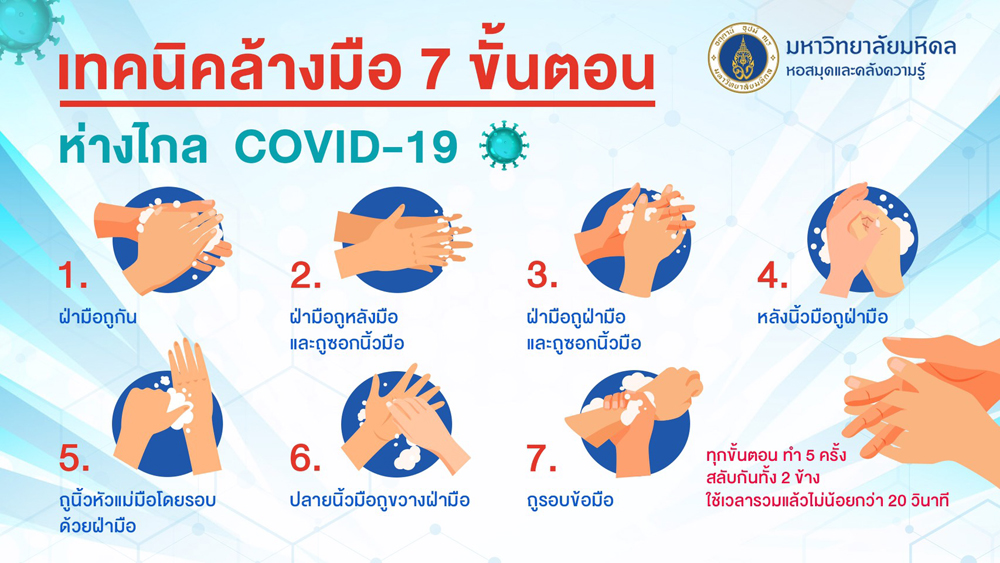 เทคนิคล้างมือ 7 ขั้นตอน
ห่างไกล COVID-19
มหาวิทยาลัยมหิดล
หอสมุดและคลังความรู้
1.
ฝ่ามือถูกัน
2.
ฝ่ามือถูหลังมือ
และถูซอกนิ้วมือ
3.
ฝ่ามือถูฝ่ามือ
และถูซอกนิ้วมือ
4.
หลังนิ้วมือถูฝ่ามือ
5.
ถูนิ้วหัวแม่มือโดยรอบ
ด้วยฝ่ามือ
6.
ปลายนิ้วมือถูขวางฝ่ามือ
7.
ถูรอบข้อมือ
ทุกขั้นตอน ทำ 5 ครั้ง
สลับกันทั้ง 2 ข้าง
ใช้เวลารวมแล้วไม่น้อยกว่า 20 วินาที